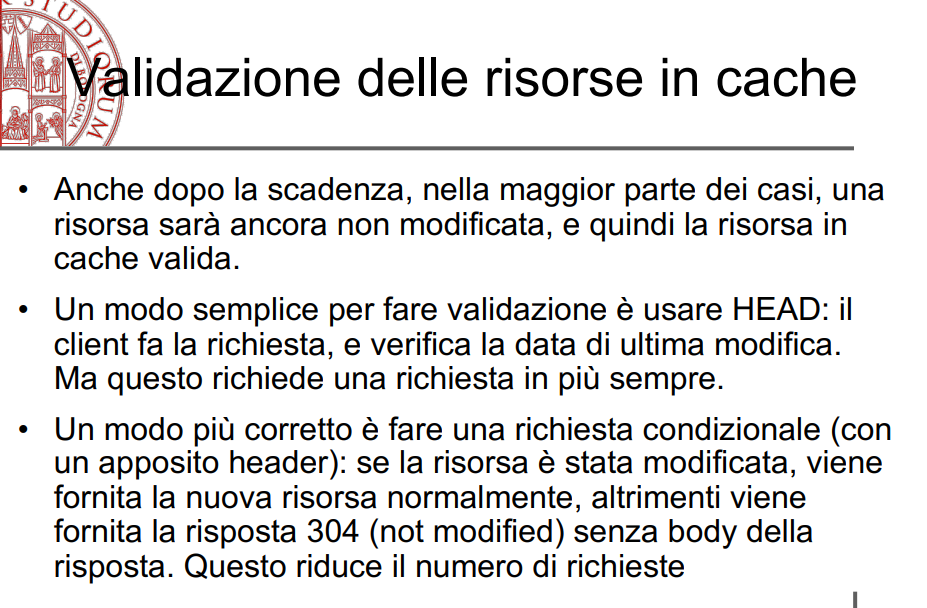 STUDIORUM
DI BOLOGNA
Validazione delle risorse in cache
• Anche dopo la scadenza, nella maggior parte dei casi, una
risorsa sarà ancora non modificata, e quindi la risorsa in
cache valida.
• Un modo semplice per fare validazione è usare HEAD: il
client fa la richiesta, e verifica la data di ultima modifica.
Ma questo richiede una richiesta in più sempre.
• Un modo più corretto è fare una richiesta condizionale (con
un apposito header): se la risorsa è stata modificata, viene
fornita la nuova risorsa normalmente, altrimenti viene
fornita la risposta 304 (not modified) senza body della
risposta. Questo riduce il numero di richieste